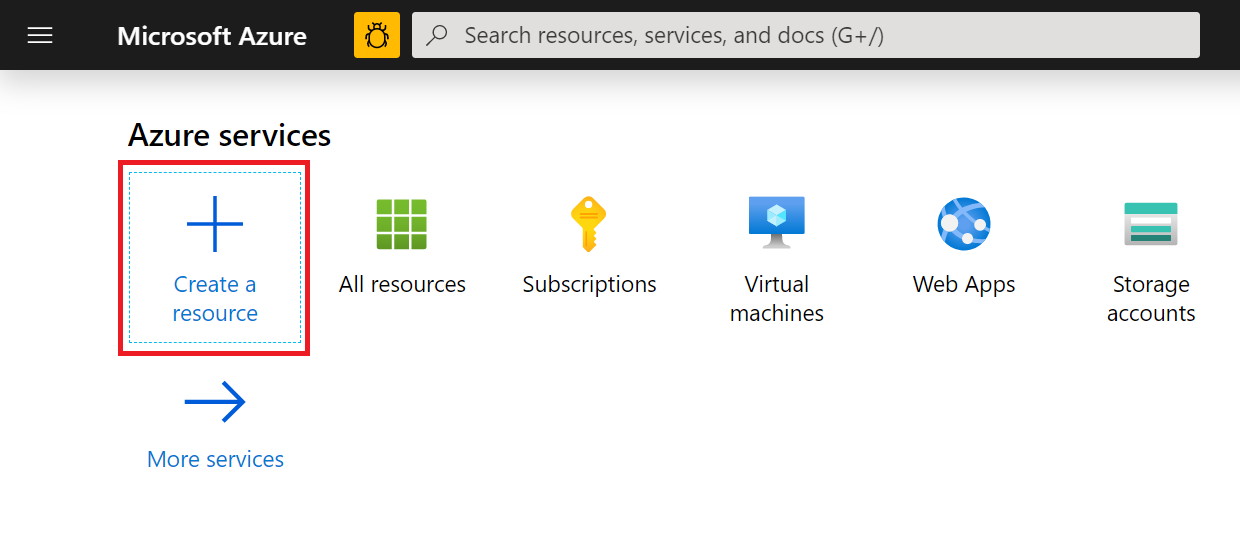 Microsoft Azure
Search resources, services, and docs (G+/)
Azure services
Create a
resource
All resources
Subscriptions
Virtual
machines
Web Apps
Storage
accounts
More services